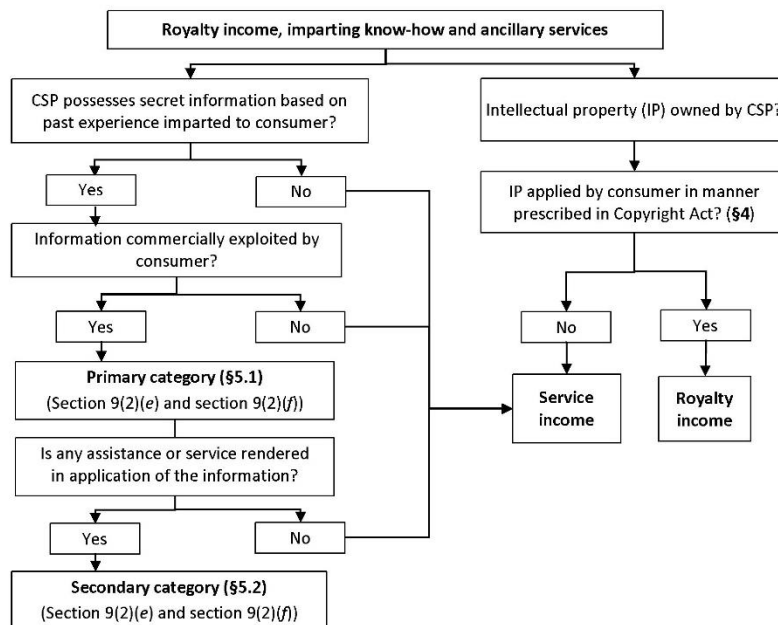 Royalty income, imparting know-how and ancillary services
CSP possesses secret information based on
past experience imparted to consumer?
Intellectual property (IP) owned by CSP?
Yes
No
IP applied by consumer in manner
prescribed in Copyright Act? (§4)
Information commercially exploited by
consumer?
Yes
No
No
Yes
Primary category (§5.1)
(Section 9(2)(e) and section 9(2)(f))
Service
income
Royalty
income
Is any assistance or service rendered
in application of the information?
Yes
No
Secondary category (§5.2)
(Section 9(2)(e) and section 9(2)(f))